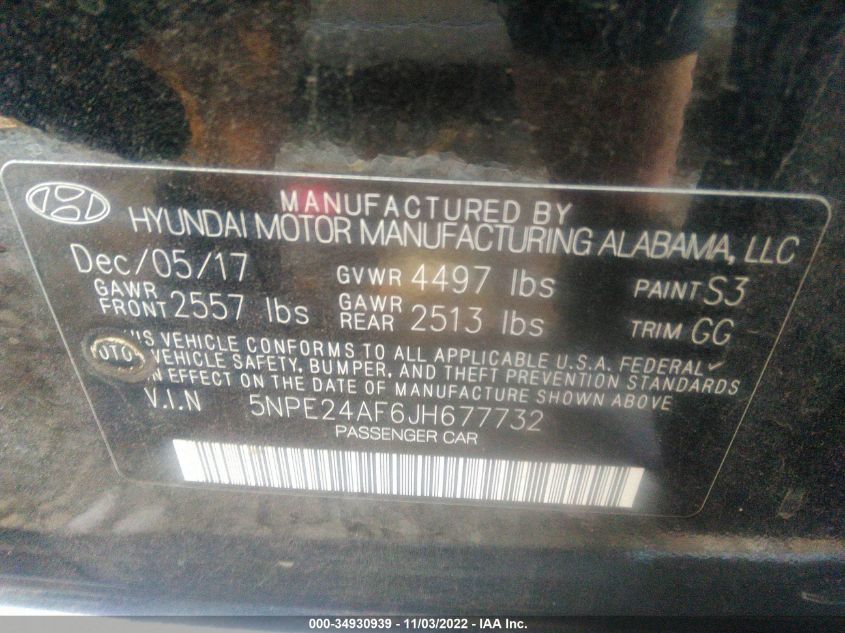 MANUFACTURED BY
HYUNDAI MOTOR MANUFACTURING ALABAMA, LLC
Dec/05/17 GVWR 4497 lbs PAINT S3
GAWR FRONT 2557 lbs GAWR REAR 2513 lbs TRIM GG
VEHICLE CONFORMS TO ALL APPLICABLE U.S.A. FEDERAL
VEHICLE SAFETY, BUMPER, AND THEFT PREVENTION STANDARDS
IN EFFECT ON THE DATE OF MANUFACTURE SHOWN ABOVE
V.I.N 5NPE24AF6JH677732
PASSENGER CAR
000-34930939 - 11/03/2022 - IAA Inc.